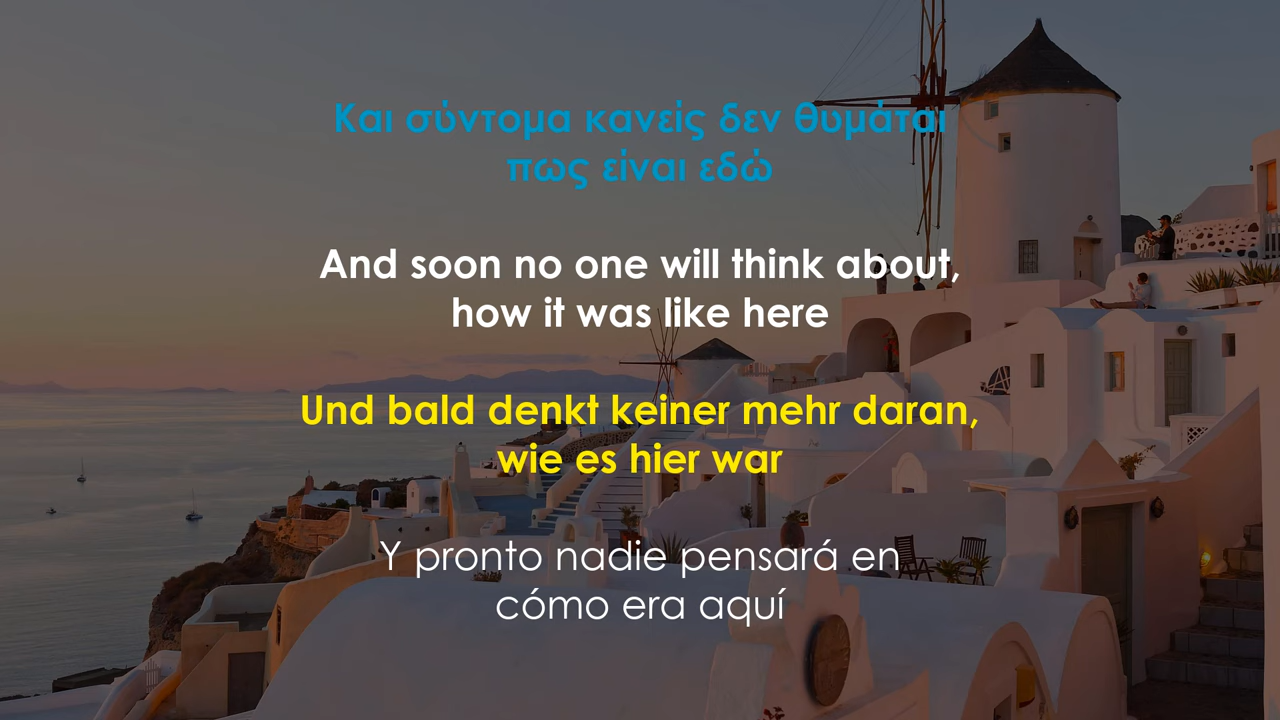 Και σύντομα κανείς δεν θυμάται
πως είναι εδώ
And soon no one will think about,
how it was like here
Und bald denkt keiner mehr daran,
wie es hier war
Y pronto nadie pensará en
cómo era aquí